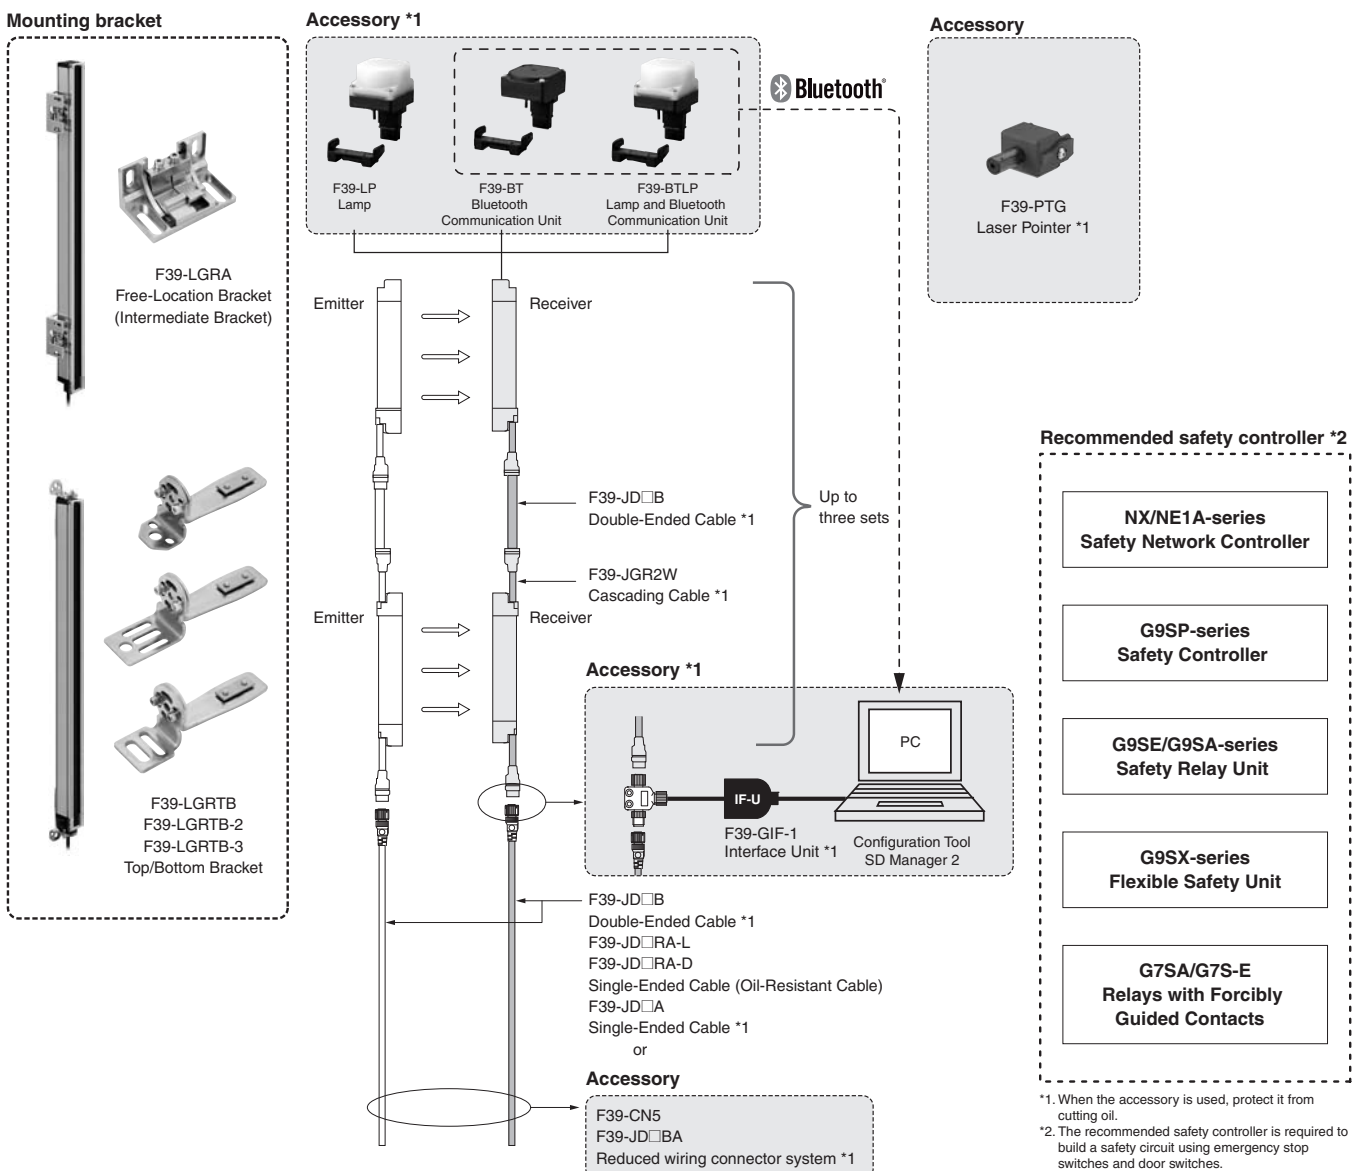 Mounting bracket
F39-LGRA
Free-Location Bracket
(Intermediate Bracket)
F39-LGRTB
F39-LGRTB-2
F39-LGRTB-3
Top/Bottom Bracket
Accessory *1
F39-LP
Lamp
F39-BT
Bluetooth
Communication Unit
F39-BTLP
Lamp and Bluetooth
Communication Unit
Bluetooth®
Accessory
F39-PTG
Laser Pointer *1
Emitter
Receiver
F39-JD□B
Double-Ended Cable *1
Up to
three sets
F39-JGR2W
Cascading Cable *1
Emitter
Receiver
Accessory *1
PC
IF-U
F39-GIF-1
Interface Unit *1
Configuration Tool
SD Manager 2
F39-JD□B
Double-Ended Cable *1
F39-JD□RA-L
F39-JD□RA-D
Single-Ended Cable (Oil-Resistant Cable)
F39-JD□A
Single-Ended Cable *1
or
Accessory
F39-CN5
F39-JD□BA
Reduced wiring connector system *1
Recommended safety controller *2
NX/NE1A-series
Safety Network Controller
G9SP-series
Safety Controller
G9SE/G9SA-series
Safety Relay Unit
G9SX-series
Flexible Safety Unit
G7SA/G7S-E
Relays with Forcibly
Guided Contacts
*1. When the accessory is used, protect it from
cutting oil.
*2. The recommended safety controller is required to
build a safety circuit using emergency stop
switches and door switches.